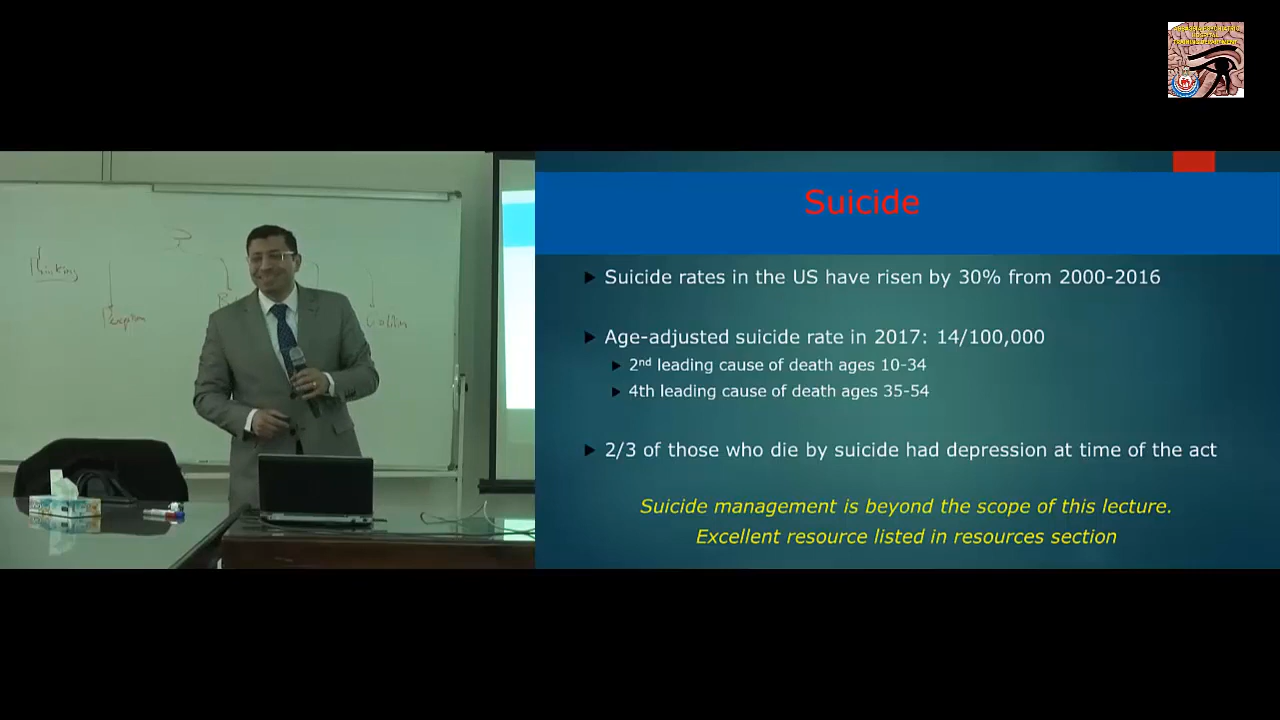 HOSPITAL
Thinking
Suicide
Suicide rates in the US have risen by 30% from 2000-2016
Age-adjusted suicide rate in 2017: 14/100,000
2nd leading cause of death ages 10-34
4th leading cause of death ages 35-54
2/3 of those who die by suicide had depression at time of the act
Suicide management is beyond the scope of this lecture.
Excellent resource listed in resources section